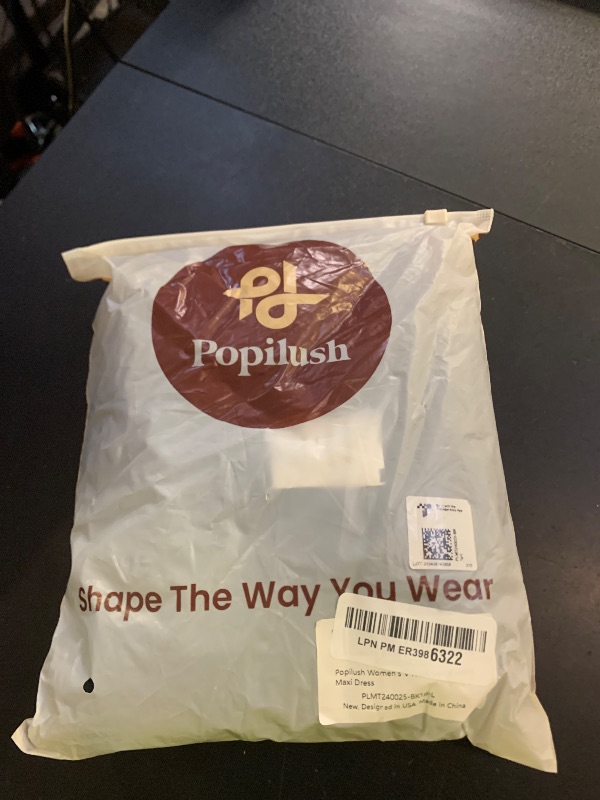 Popilush
Shape The Way You Wear
LPN PM ER3986322
Popilush Women's
Maxi Dress
New, Designed In USA, Made in China